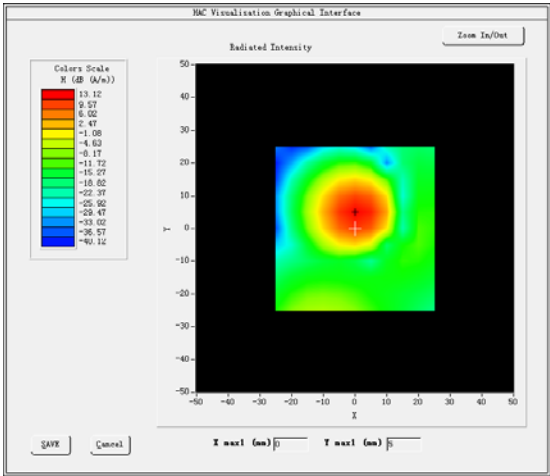 HAC Visualisation Graphical Interface
Zoom In/Out
Radiated Intensity
Colors Scale
H (dB (A/m))
13.12
9.57
6.02
2.47
-1.08
-4.63
-8.17
-11.72
-15.27
-18.82
-22.37
-25.92
-29.47
-33.02
-36.57
-40.12
50
40
30
20
10
0
-10
-20
-30
-40
-50
Y
-50 -40 -30 -20 -10 0 10 20 30 40 50
X
SAVE
Cancel
X max1 (mm) 0
Y max1 (mm) 5